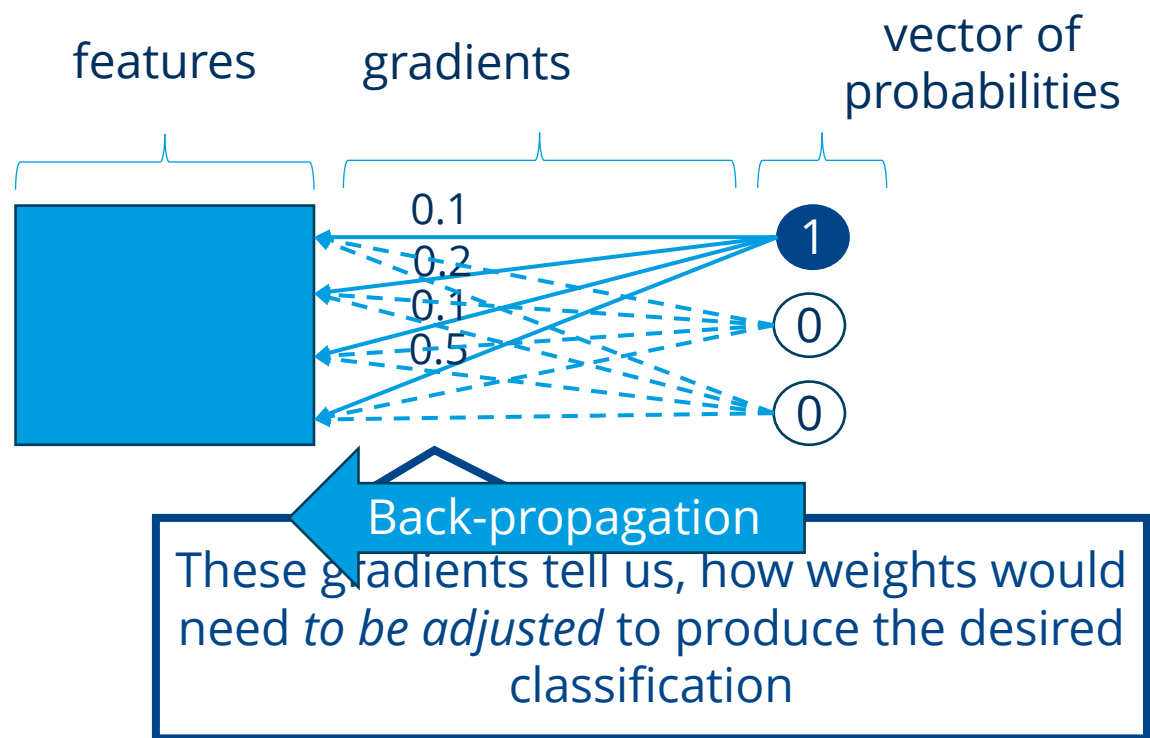 features
gradients
vector of
probabilities
0.1
0.2
0.1
0.5
1
0
0
Back-propagation
These gradients tell us, how weights would
need to be adjusted to produce the desired
classification